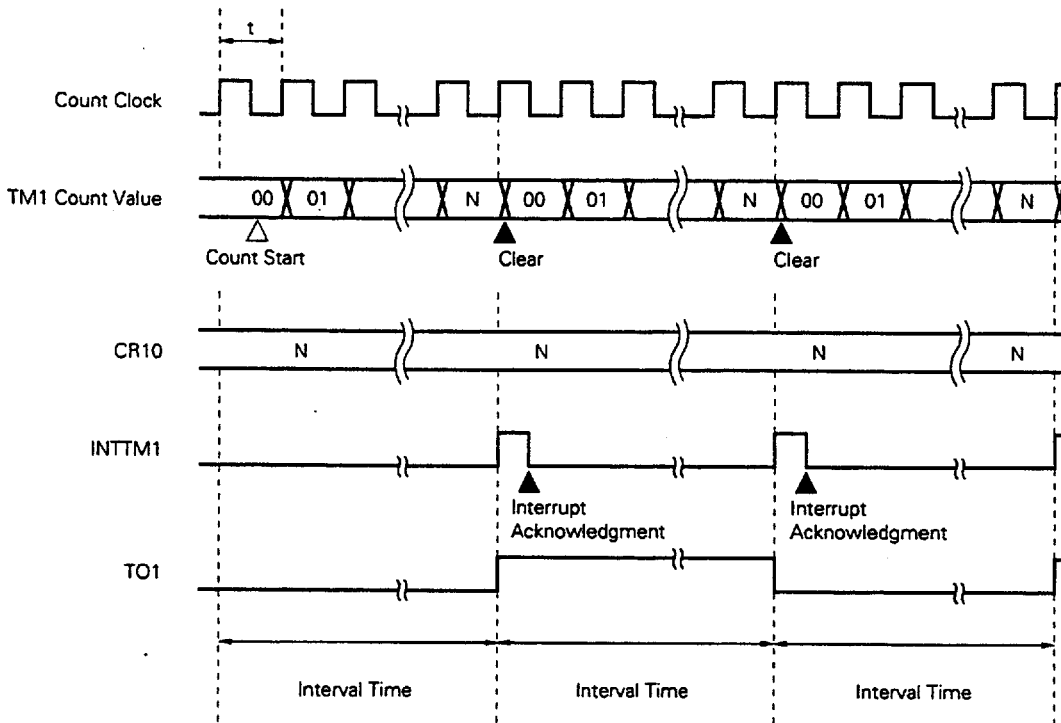 t
Count Clock
TM1 Count Value 00 01 N 00 01 N 00 01 N
Count Start Clear Clear
CR10 N N N N
INTTM1
Interrupt
Acknowledgment
Interrupt
Acknowledgment
TO1
Interval Time Interval Time Interval Time